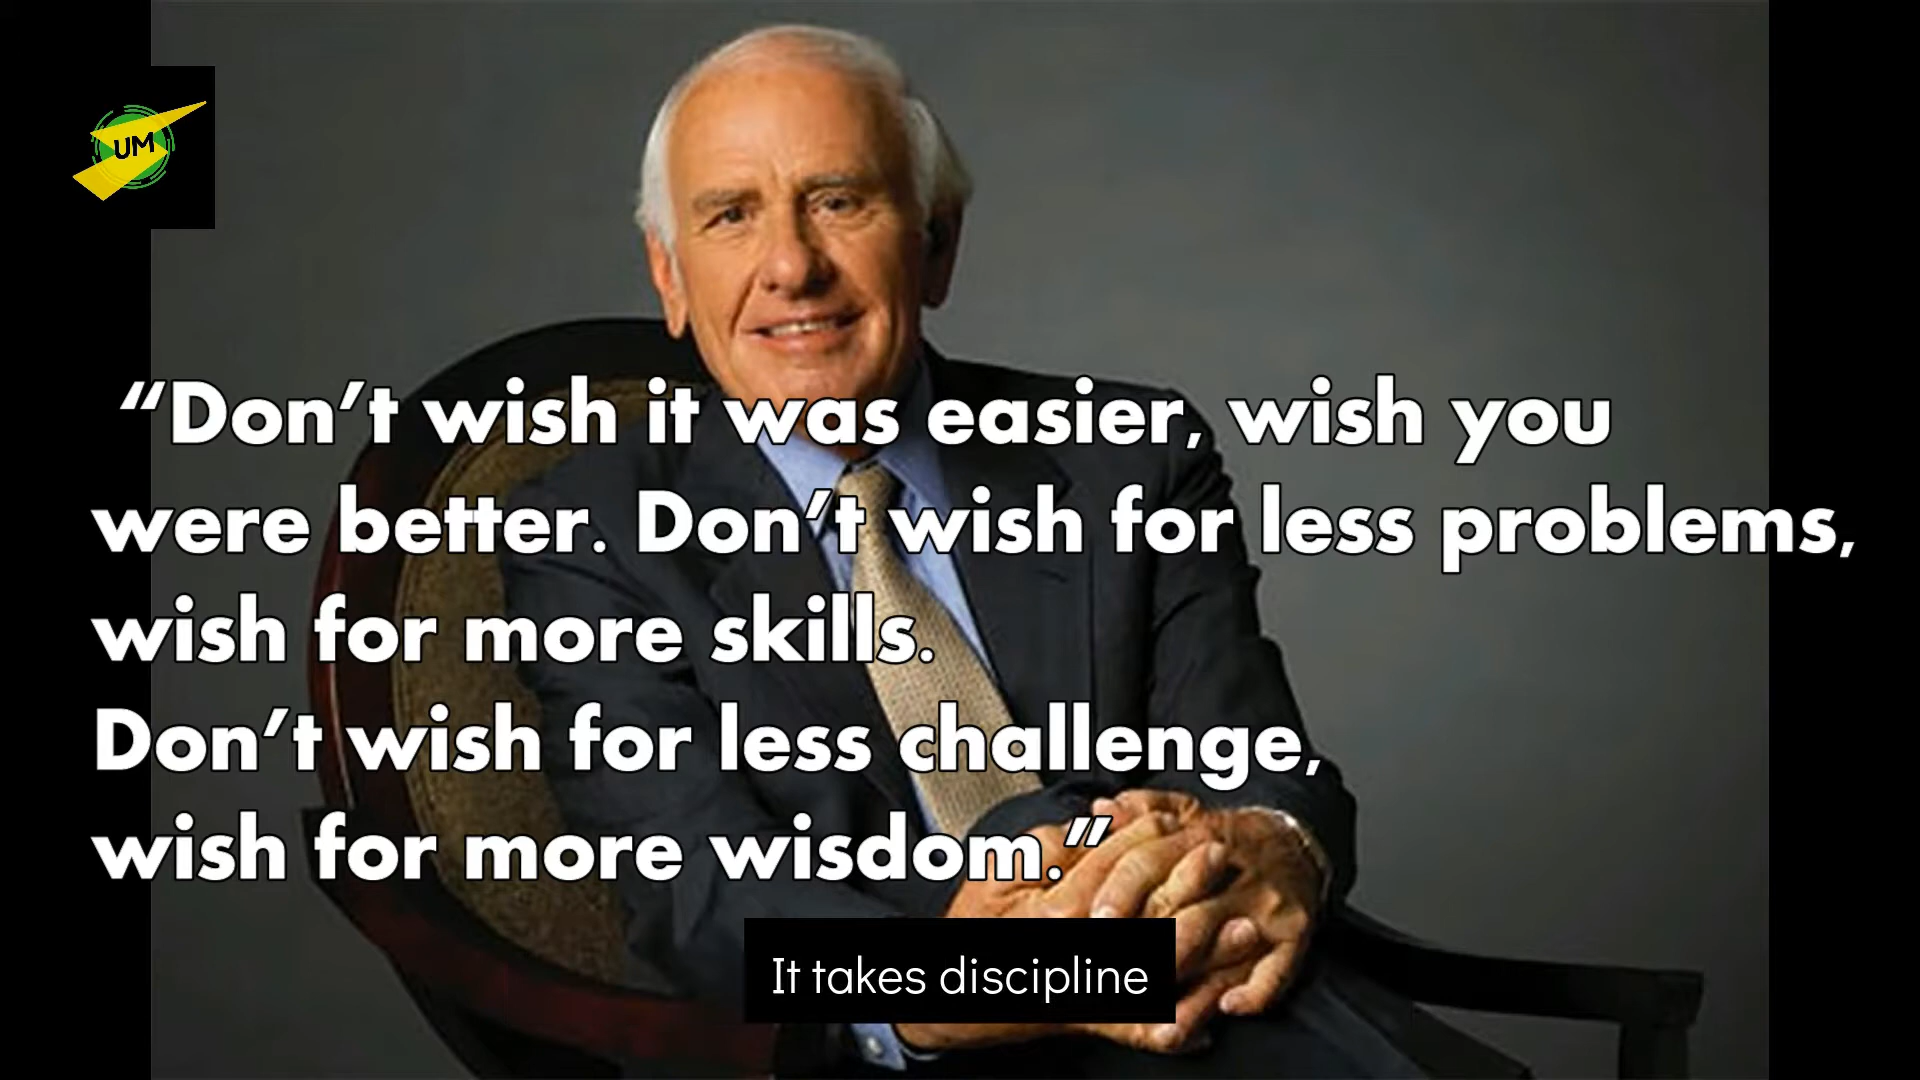 UM
“Don’t wish it was easier, wish you
were better. Don’t wish for less problems,
wish for more skills.
Don’t wish for less challenge,
wish for more wisdom.”
It takes discipline